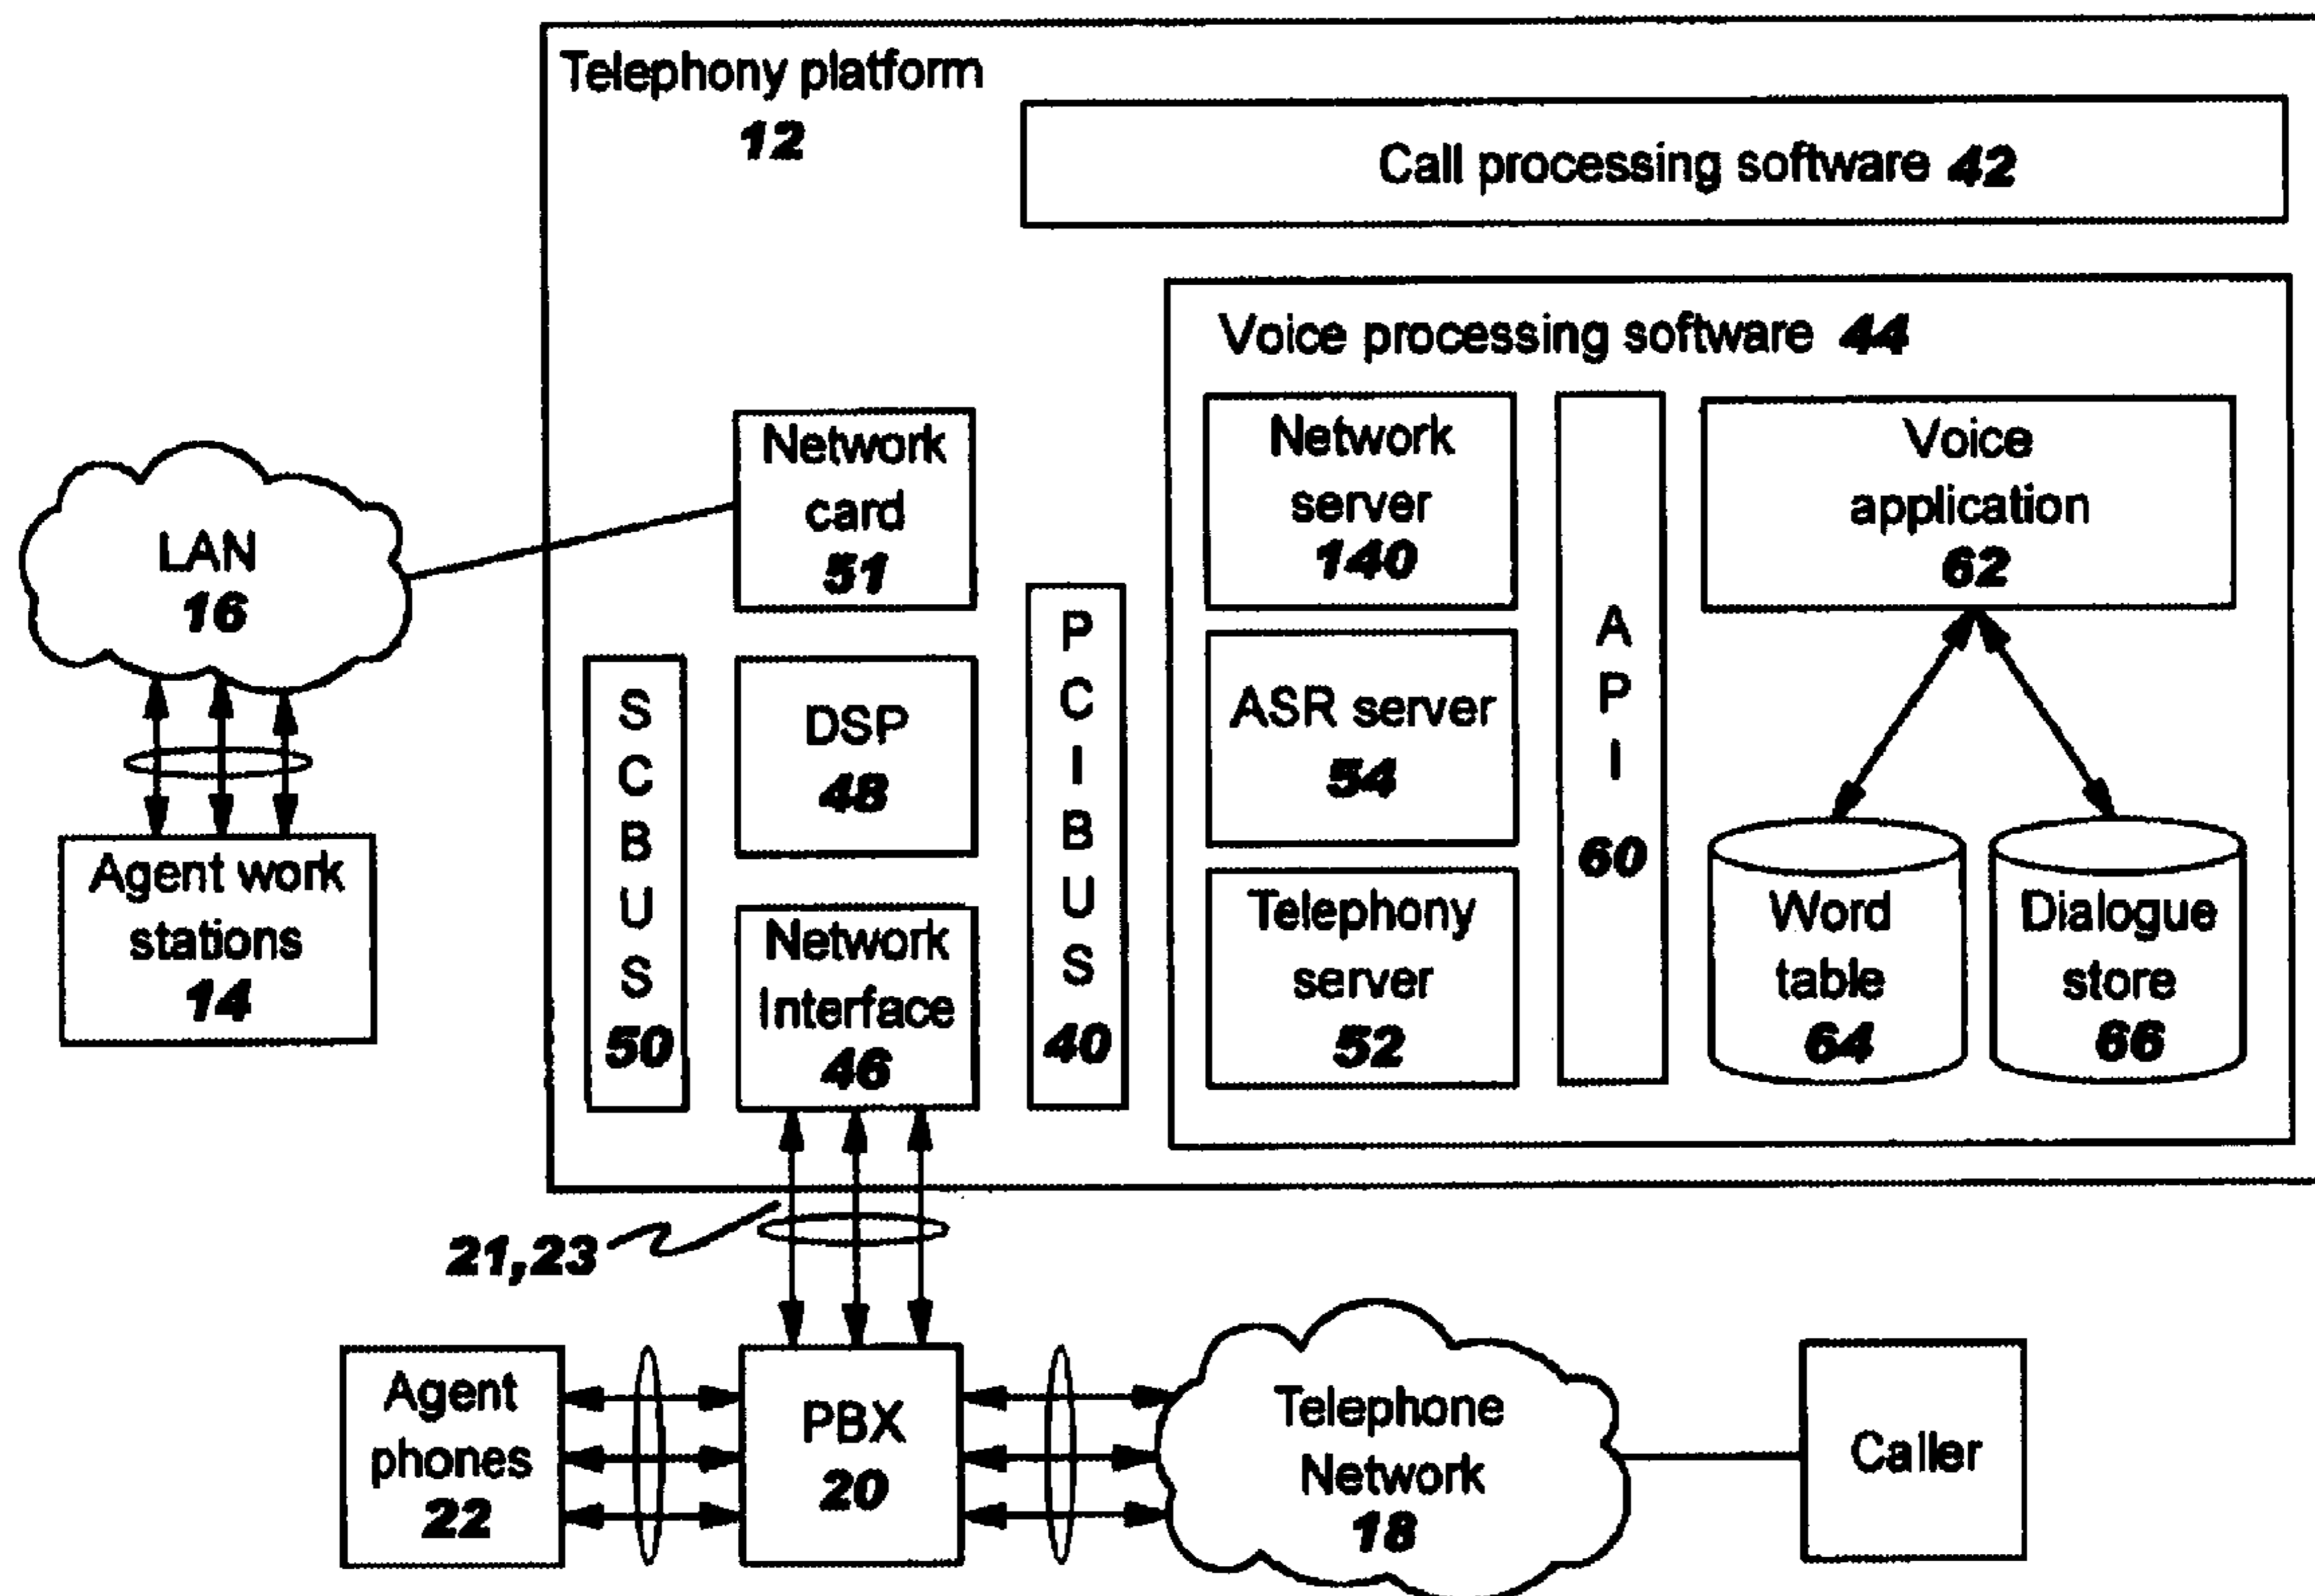 Telephony platform
12
Call processing software 42
Voice processing software 44
Network
card
51
Network
server
140
Voice
application
62
LAN
16
S
C
B
U
S
50
DSP
48
P
C
I
B
U
S
40
ASR server
54
A
P
I
60
Agent work
stations
14
Network
Interface
46
Telephony
server
52
Word
table
64
Dialogue
store
66
21,23
Agent
phones
22
PBX
20
Telephone
Network
18
Caller